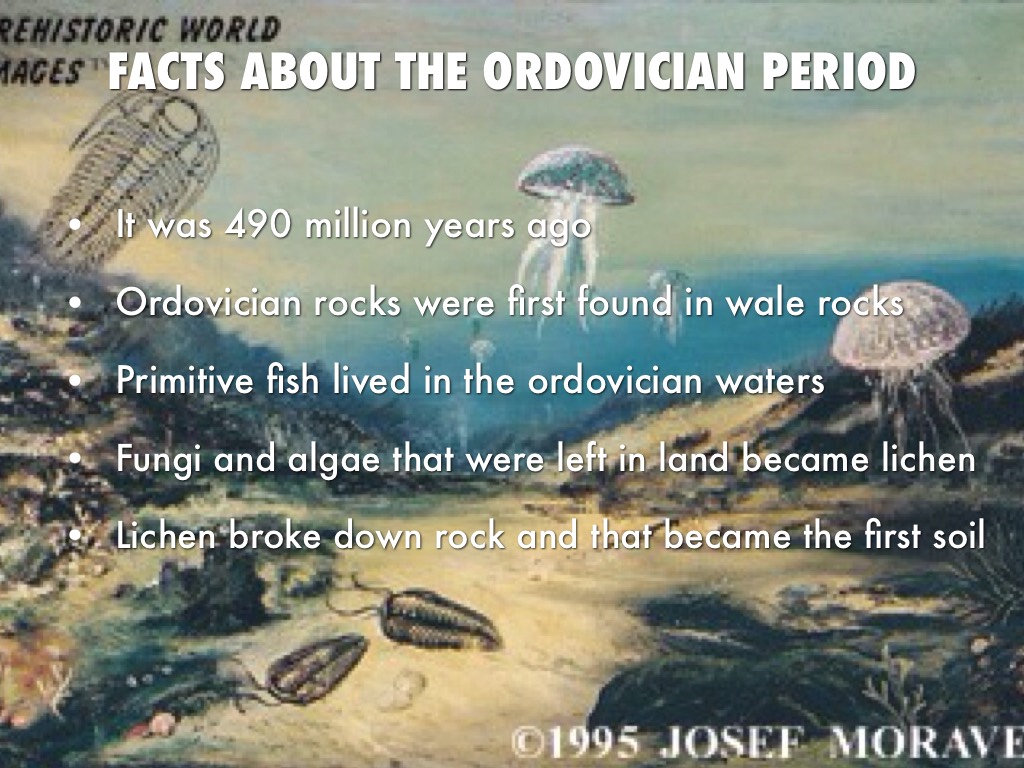 REHISTORIC WORLD
MAGES ™
FACTS ABOUT THE ORDOVICIAN PERIOD
• It was 490 million years ago
• Ordovician rocks were first found in wale rocks
• Primitive fish lived in the ordovician waters
• Fungi and algae that were left in land became lichen
• Lichen broke down rock and that became the first soil
©1995 JOSEF MORAVE